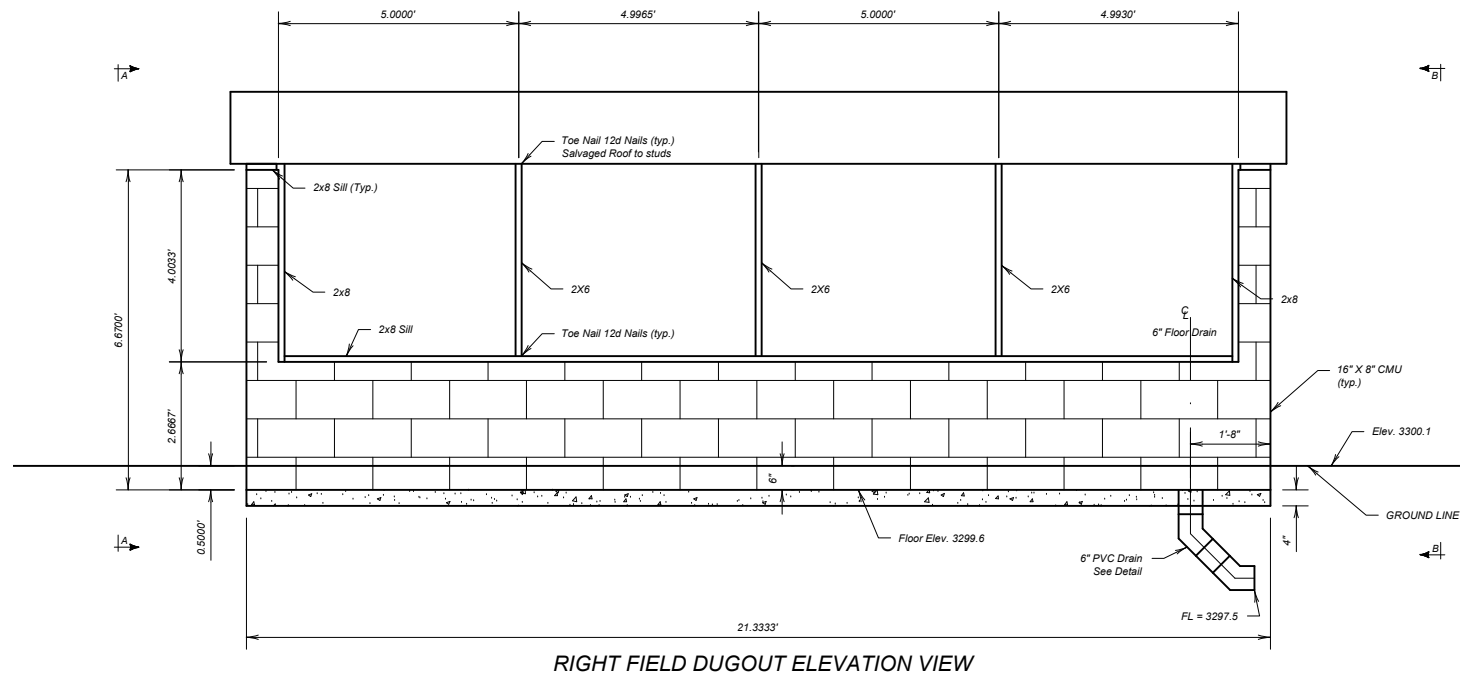 5.0000'
4.9965'
5.0000'
4.9930'
A
B
Toe Nail 12d Nails (typ.)
Salvaged Roof to studs
2x8 Sill (Typ.)
4.0033'
6.6700'
2x8
2X6
2X6
2X6
2x8
℄
6" Floor Drain
2x8 Sill
Toe Nail 12d Nails (typ.)
16" X 8" CMU
(typ.)
2.6667'
1'-8"
Elev. 3300.1
6"
GROUND LINE
0.5000'
Floor Elev. 3299.6
4"
A
B
6" PVC Drain
See Detail
FL = 3297.5
21.3333'
RIGHT FIELD DUGOUT ELEVATION VIEW